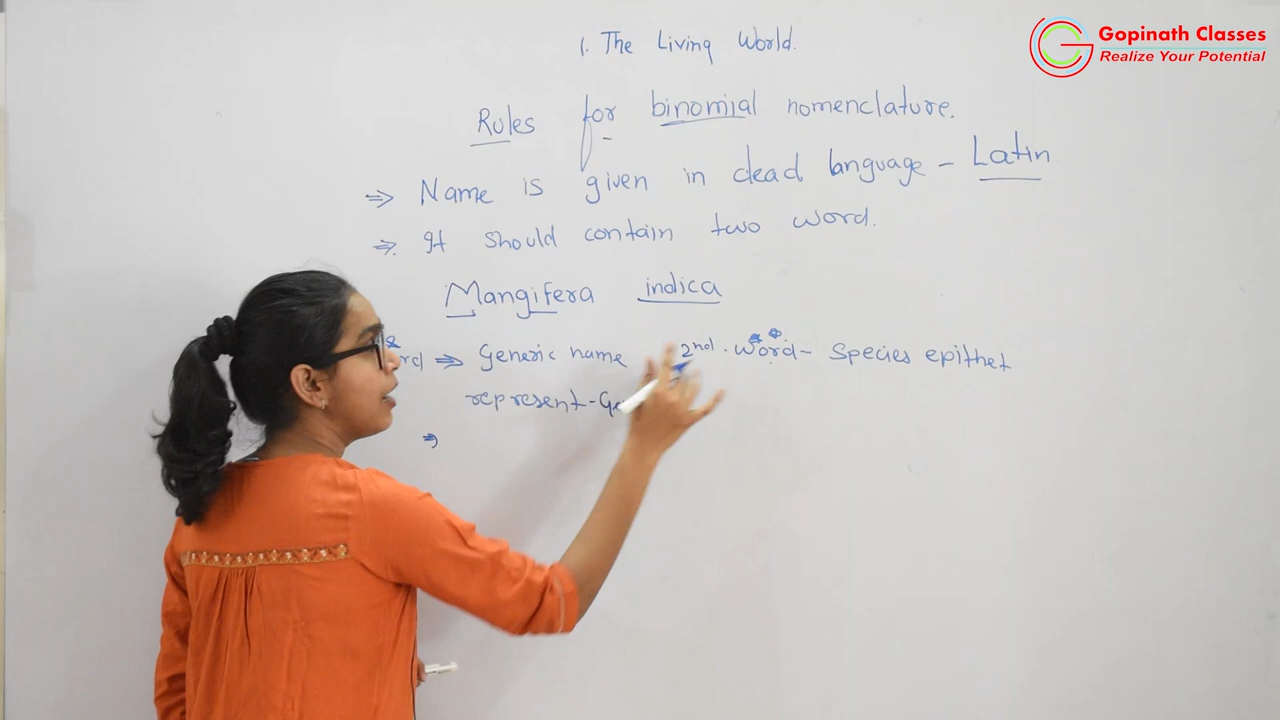 1. The Living World.
Gopinath Classes
Realize Your Potential
Rules for binomial nomenclature.
⇒ Name is given in dead language - Latin
⇒ It should contain two word.
Mangifera indica
⇒ Generic name 2nd. Word - Species epithet
represent -
⇒